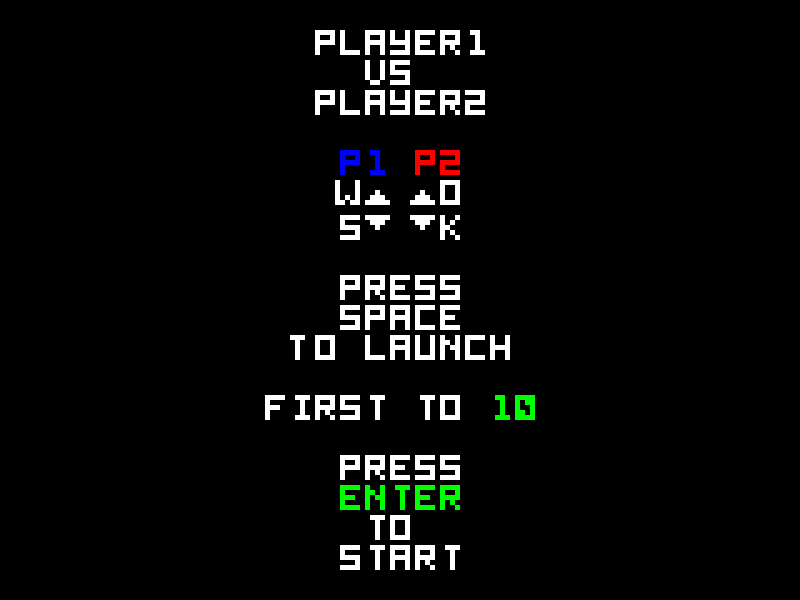 PLAYER1
VS
PLAYER2
P1 P2
W▲ ▲O
S▼ ▼K
PRESS
SPACE
TO LAUNCH
FIRST TO 10
PRESS
ENTER
TO
START